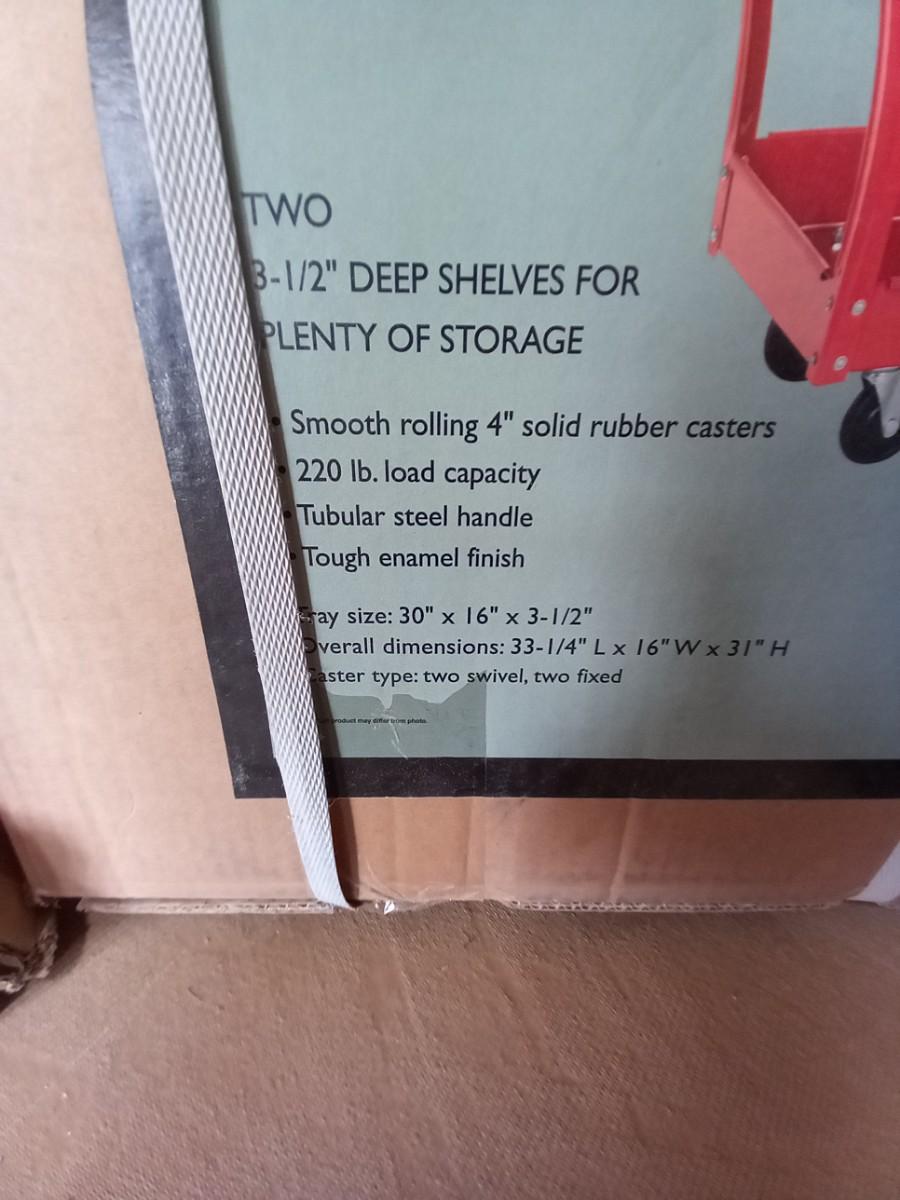 TWO
3-1/2" DEEP SHELVES FOR
PLENTY OF STORAGE
• Smooth rolling 4" solid rubber casters
• 220 lb. load capacity
• Tubular steel handle
• Tough enamel finish
Tray size: 30" x 16" x 3-1/2"
Overall dimensions: 33-1/4" L x 16" W x 31" H
Caster type: two swivel, two fixed
product may differ from photo.